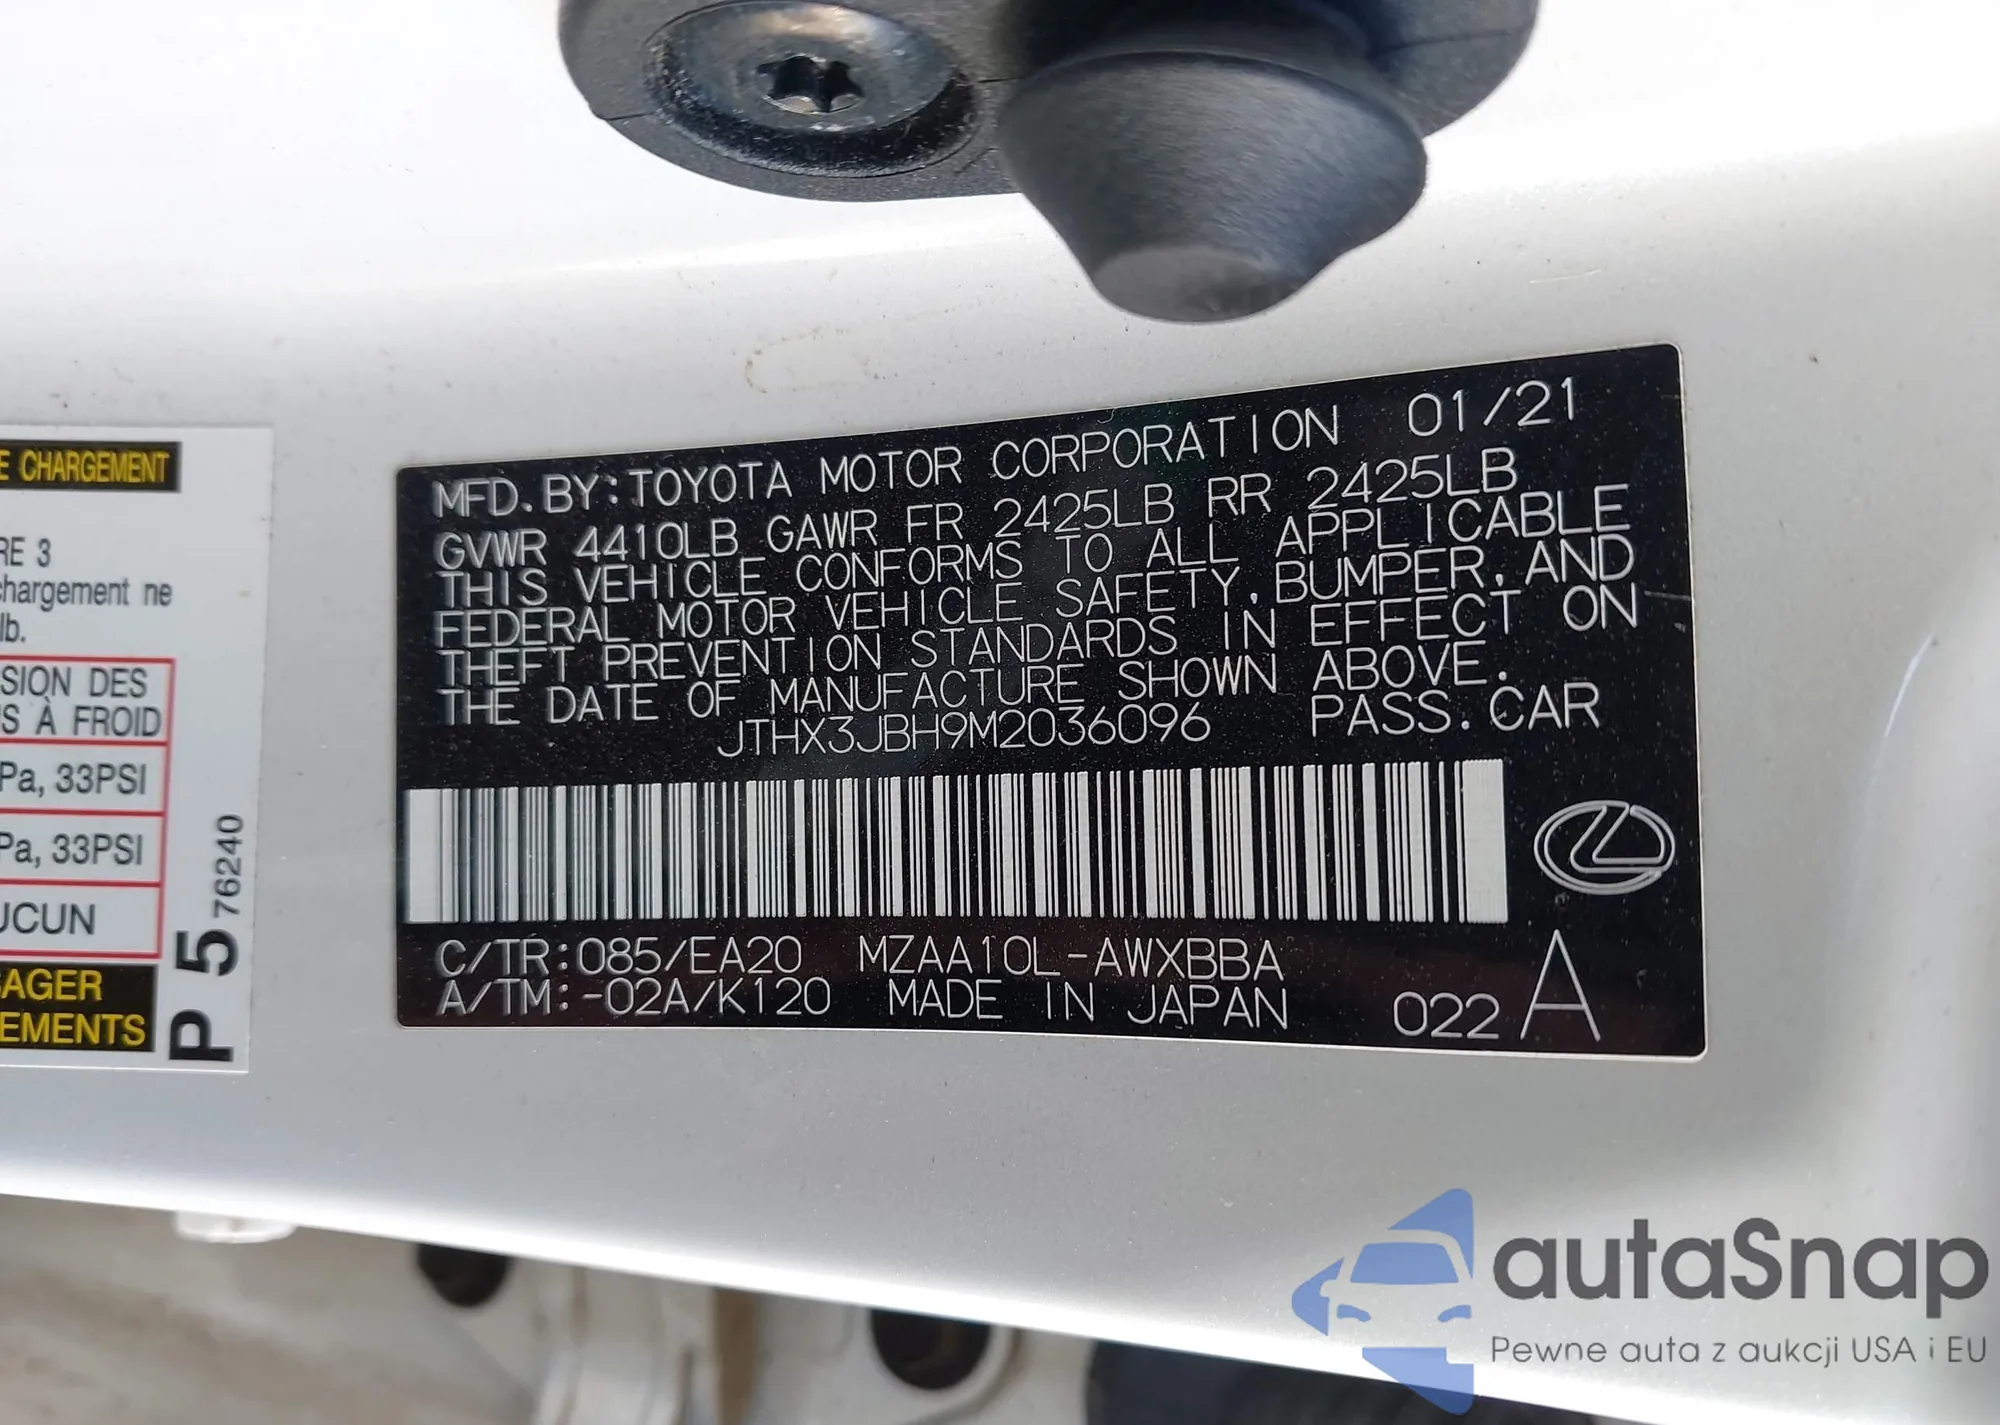 E CHARGEMENT
RE 3
chargement ne
lb.
SION DES
S À FROID
Pa, 33PSI
Pa, 33PSI
UCUN
AGER
EMENTS
P 5 76240
MFD. BY: TOYOTA MOTOR CORPORATION 01/21
GVWR 4410LB GAWR FR 2425LB RR 2425LB
THIS VEHICLE CONFORMS TO ALL APPLICABLE
FEDERAL MOTOR VEHICLE SAFETY, BUMPER, AND
THEFT PREVENTION STANDARDS IN EFFECT ON
THE DATE OF MANUFACTURE SHOWN ABOVE.
JTHX3JBH9M2036096 PASS. CAR
C/TR:085/EA20 MZAA10L-AWXBBA
A/TM:-02A/K120 MADE IN JAPAN 022 A
autaSnap
Pewne auta z aukcji USA i EU